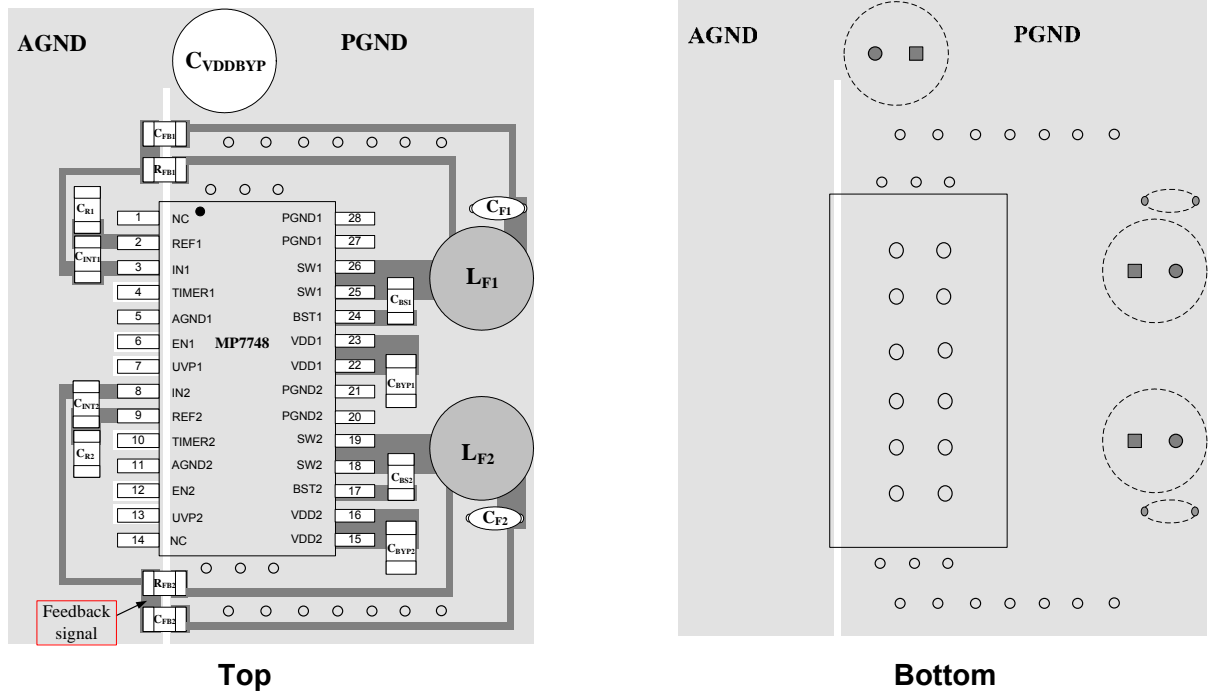 AGND
PGND
CVDDBYP
CFB1
RFB1
CR1
CINT1
1 NC PGND1 28
2 REF1 PGND1 27
3 IN1 SW1 26
4 TIMER1 SW1 25
5 AGND1 BST1 24
6 EN1 MP7748 VDD1 23
7 UVP1 VDD1 22
8 IN2 PGND2 21
9 REF2 PGND2 20
10 TIMER2 SW2 19
11 AGND2 SW2 18
12 EN2 BST2 17
13 UVP2 VDD2 16
14 NC VDD2 15
CF1
LF1
CBS1
CBYP1
CINT2
CR2
LF2
CBS2
CF2
CBYP2
RFB2
CFB2
Feedback
signal
Top
AGND
PGND
Bottom